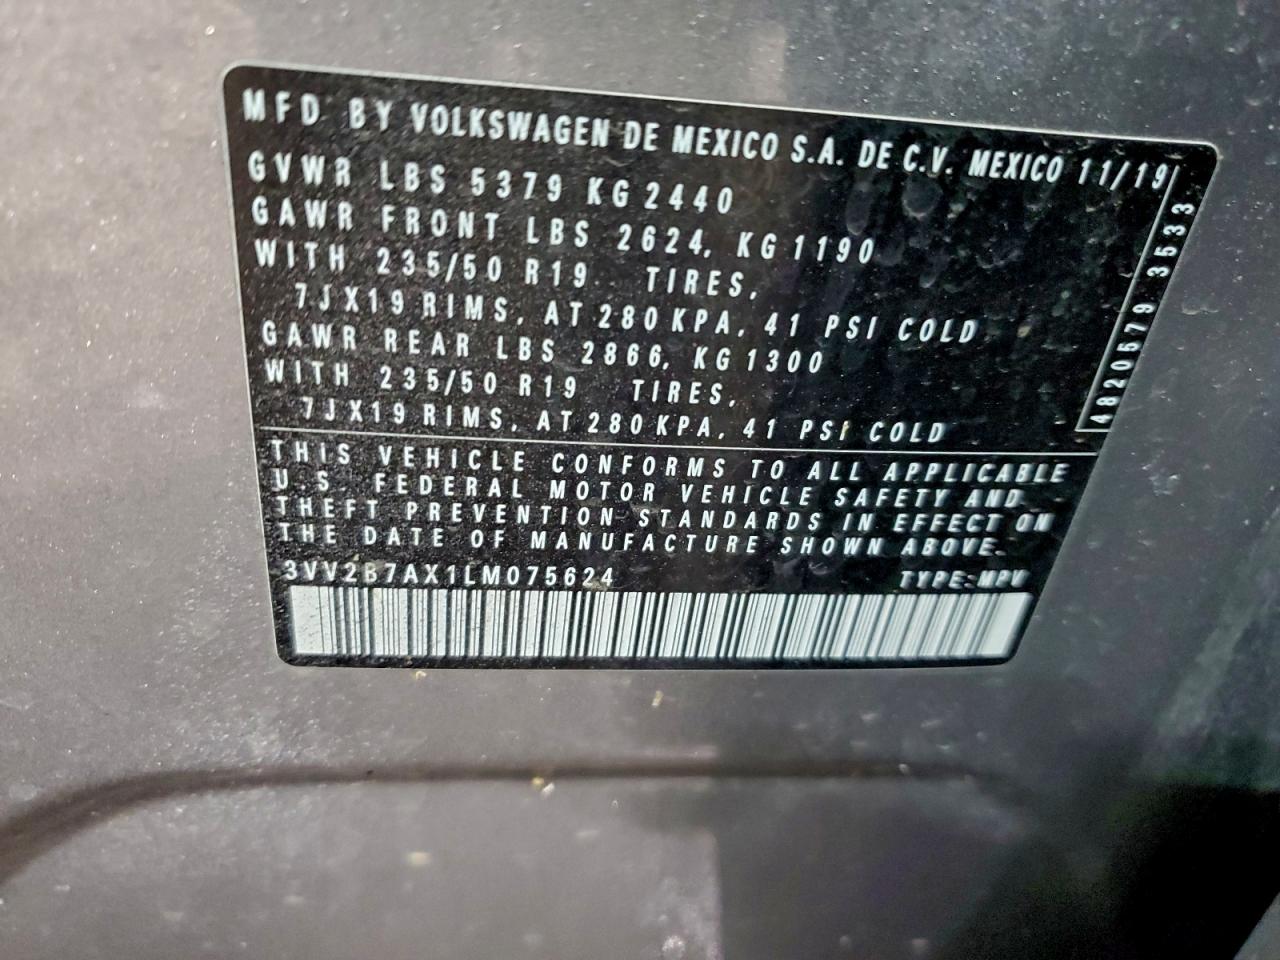 MFD BY VOLKSWAGEN DE MEXICO S.A. DE C.V. MEXICO 11/19
GVWR LBS 5379 KG 2440
GAWR FRONT LBS 2624, KG 1190
WITH 235/50 R19 TIRES,
7JX19 RIMS, AT 280 KPA, 41 PSI COLD
GAWR REAR LBS 2866, KG 1300
WITH 235/50 R19 TIRES,
7JX19 RIMS, AT 280 KPA, 41 PSI COLD
4820579 3533
THIS VEHICLE CONFORMS TO ALL APPLICABLE
U.S. FEDERAL MOTOR VEHICLE SAFETY AND
THEFT PREVENTION STANDARDS IN EFFECT ON
THE DATE OF MANUFACTURE SHOWN ABOVE.
3VV2B7AX1LM075624 TYPE:MPV